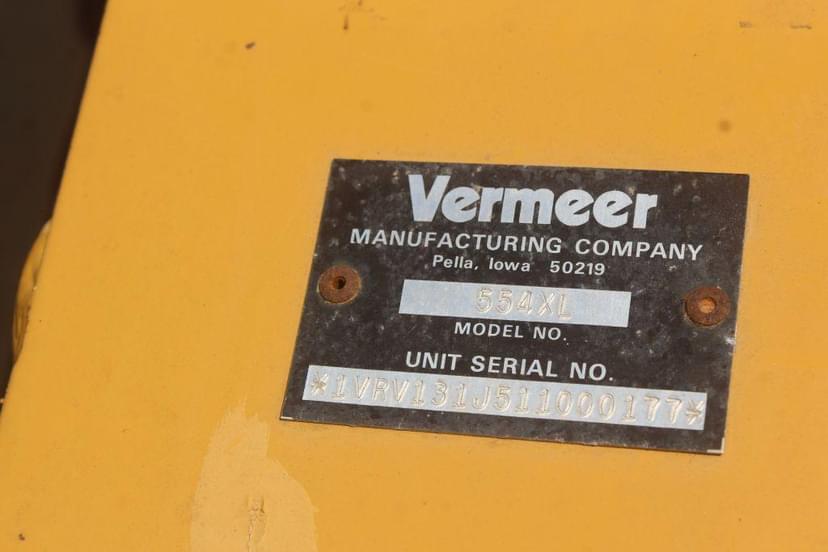 Vermeer
MANUFACTURING COMPANY
Pella, Iowa 50219
554XL
MODEL NO.
UNIT SERIAL NO.
*1VRV131J511000177*